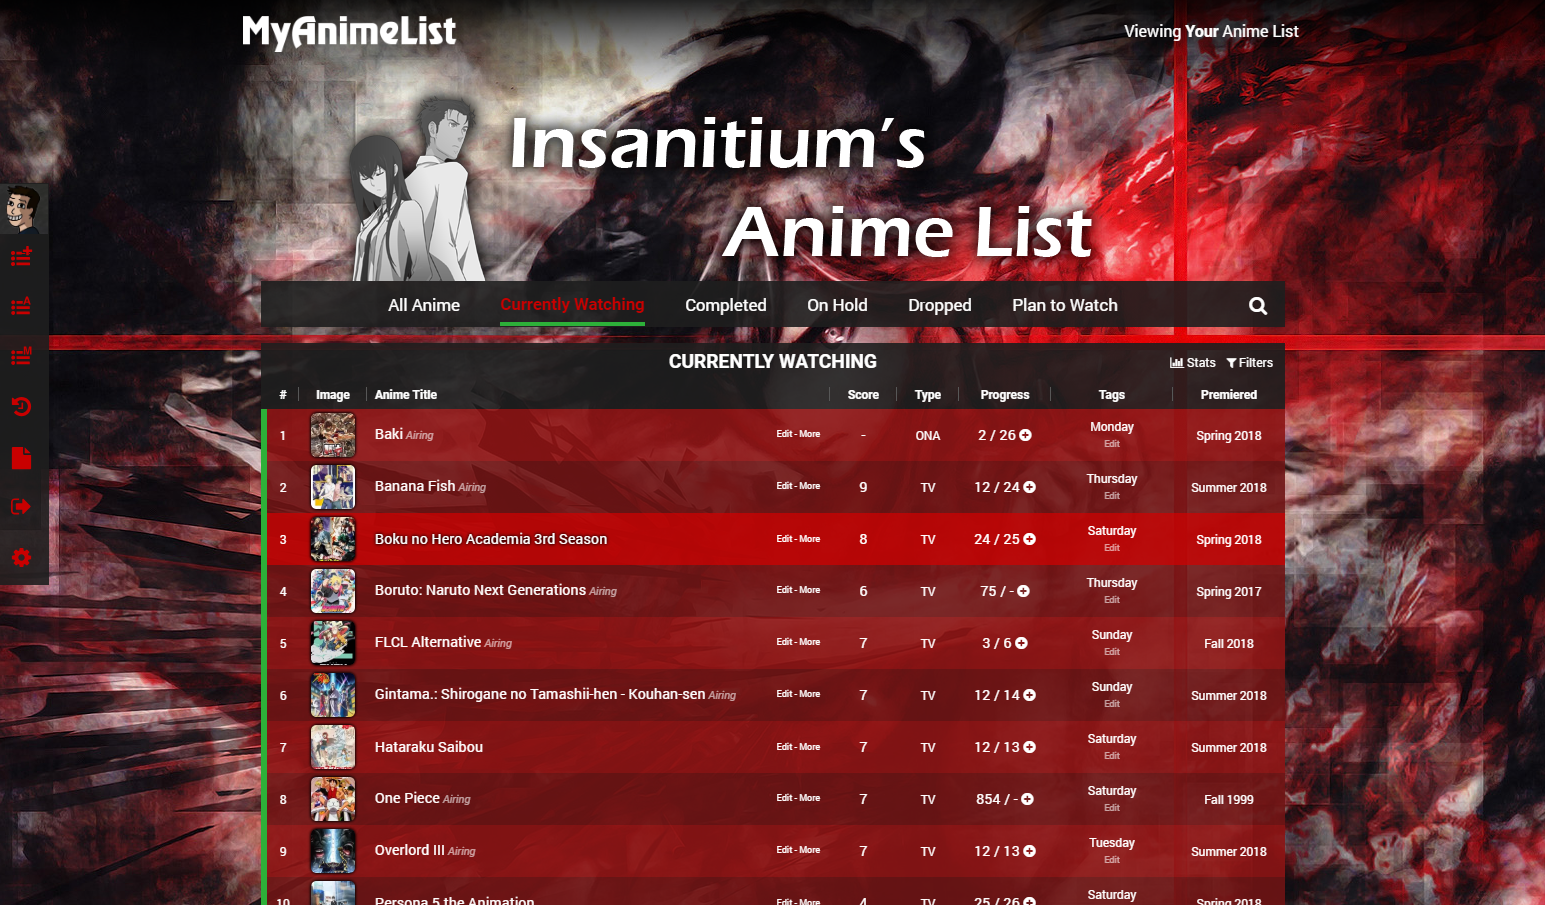 MyAnimeList
Viewing Your Anime List
Insanitium's
Anime List
All Anime Currently Watching Completed On Hold Dropped Plan to Watch
CURRENTLY WATCHING
Stats Filters
# Image Anime Title Score Type Progress Tags Premiered
1 Baki Airing Edit - More - ONA 2 / 26 Monday Edit Spring 2018
2 Banana Fish Airing Edit - More 9 TV 12 / 24 Thursday Edit Summer 2018
3 Boku no Hero Academia 3rd Season Edit - More 8 TV 24 / 25 Saturday Edit Spring 2018
4 Boruto: Naruto Next Generations Airing Edit - More 6 TV 75 / - Thursday Edit Spring 2017
5 FLCL Alternative Airing Edit - More 7 TV 3 / 6 Sunday Edit Fall 2018
6 Gintama.: Shirogane no Tamashii-hen - Kouhan-sen Airing Edit - More 7 TV 12 / 14 Sunday Edit Summer 2018
7 Hataraku Saibou Edit - More 7 TV 12 / 13 Saturday Edit Summer 2018
8 One Piece Airing Edit - More 7 TV 854 / - Saturday Edit Fall 1999
9 Overlord III Airing Edit - More 7 TV 12 / 13 Tuesday Edit Summer 2018
10 Persona 5 the Animation Edit - More 4 TV 25 / 26 Saturday Spring 2018